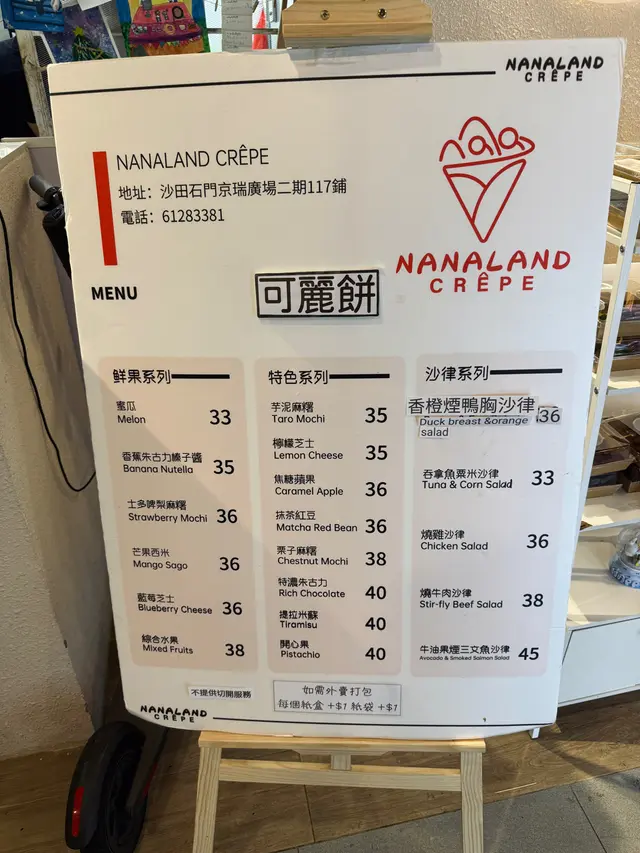 NANALAND
CRÊPE
NANALAND CRÊPE
地址：沙田石門京瑞廣場二期117鋪
電話：61283381
nana
NANALAND
CRÊPE
MENU
可麗餅
鮮果系列
蜜瓜
Melon 33
香蕉朱古力榛子醬
Banana Nutella 35
士多啤梨麻糬
Strawberry Mochi 36
芒果西米
Mango Sago 36
藍莓芝士
Blueberry Cheese 36
綜合水果
Mixed Fruits 38
特色系列
芋泥麻糬
Taro Mochi 35
檸檬芝士
Lemon Cheese 35
焦糖蘋果
Caramel Apple 36
抹茶紅豆
Matcha Red Bean 36
栗子麻糬
Chestnut Mochi 38
特濃朱古力
Rich Chocolate 40
提拉米蘇
Tiramisu 40
開心果
Pistachio 40
沙律系列
香橙煙鴨胸沙律 36
Duck breast &orange
salad
吞拿魚粟米沙律
Tuna & Corn Salad 33
燒雞沙律
Chicken Salad 36
燒牛肉沙律
Stir-fly Beef Salad 38
牛油果煙三文魚沙律
Avocado & Smoked Salmon Salad 45
不提供切開服務
如需外賣打包
每個紙盒 +$1 紙袋 +$1
NANALAND
CRÊPE